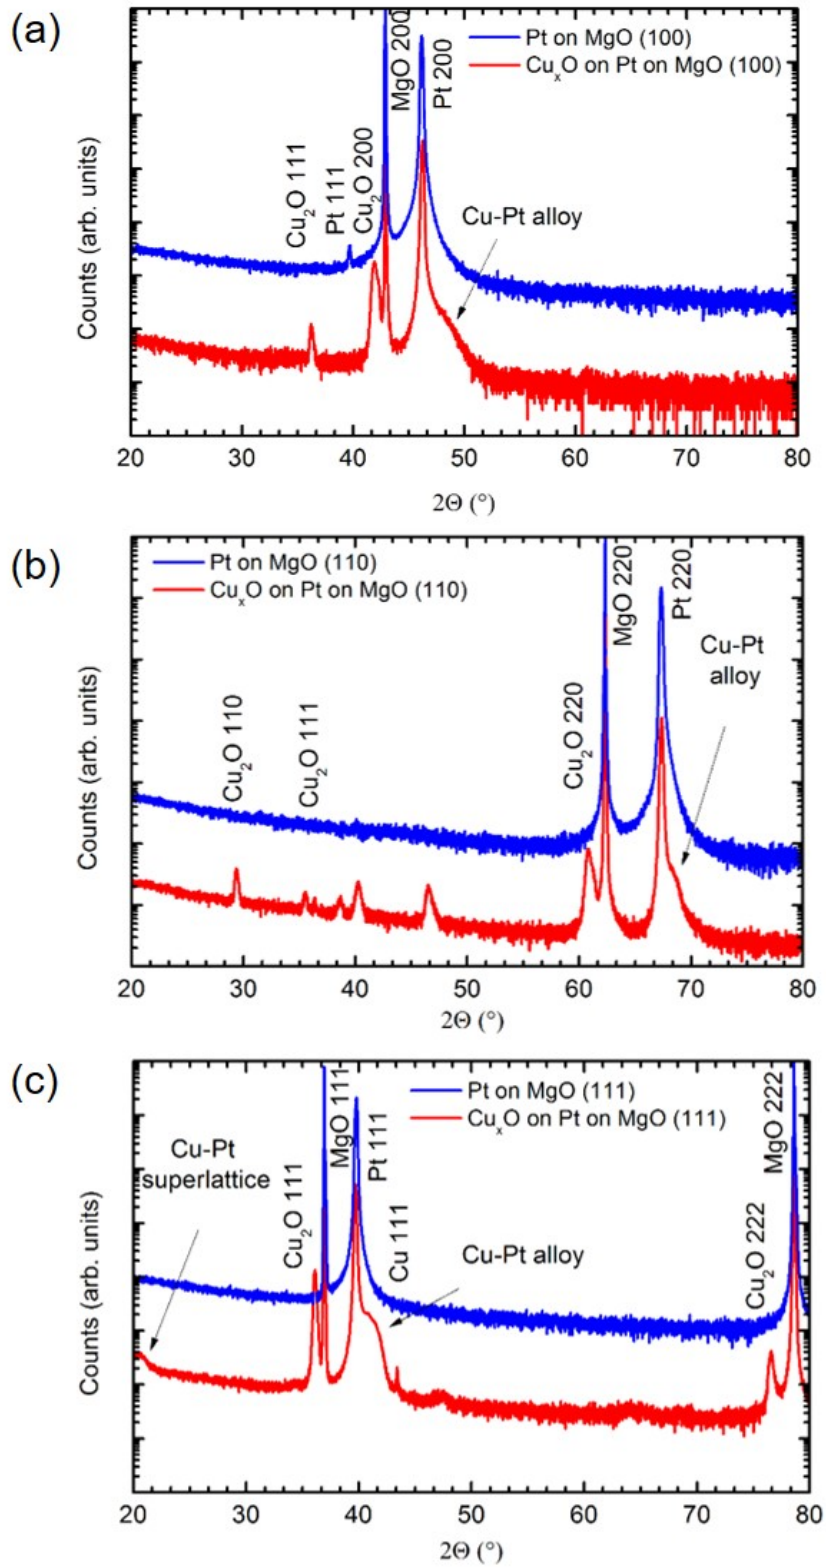 (a)
Pt on MgO (100)
CuₓO on Pt on MgO (100)
Cu₂O 111
Pt 111
Cu₂O 200
MgO 200
Pt 200
Cu-Pt alloy
Counts (arb. units)
20 30 40 50 60 70 80
2Θ (°)
(b)
Pt on MgO (110)
CuₓO on Pt on MgO (110)
Cu₂O 110
Cu₂O 111
Cu₂O 220
MgO 220
Pt 220
Cu-Pt
alloy
Counts (arb. units)
20 30 40 50 60 70 80
2Θ (°)
(c)
Pt on MgO (111)
CuₓO on Pt on MgO (111)
Cu-Pt
superlattice
Cu₂O 111
MgO 111
Pt 111
Cu 111
Cu-Pt alloy
Cu₂O 222
MgO 222
Counts (arb. units)
20 30 40 50 60 70 80
2Θ (°)